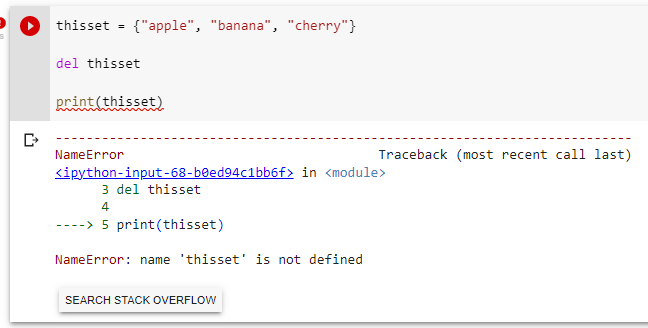 thisset = {"apple", "banana", "cherry"}
del thisset
print(thisset)
---------------------------------------------------------------------------
NameError                                 Traceback (most recent call last)
<ipython-input-68-b0ed94c1bb6f> in <module>
      3 del thisset
      4
----> 5 print(thisset)
NameError: name 'thisset' is not defined
SEARCH STACK OVERFLOW